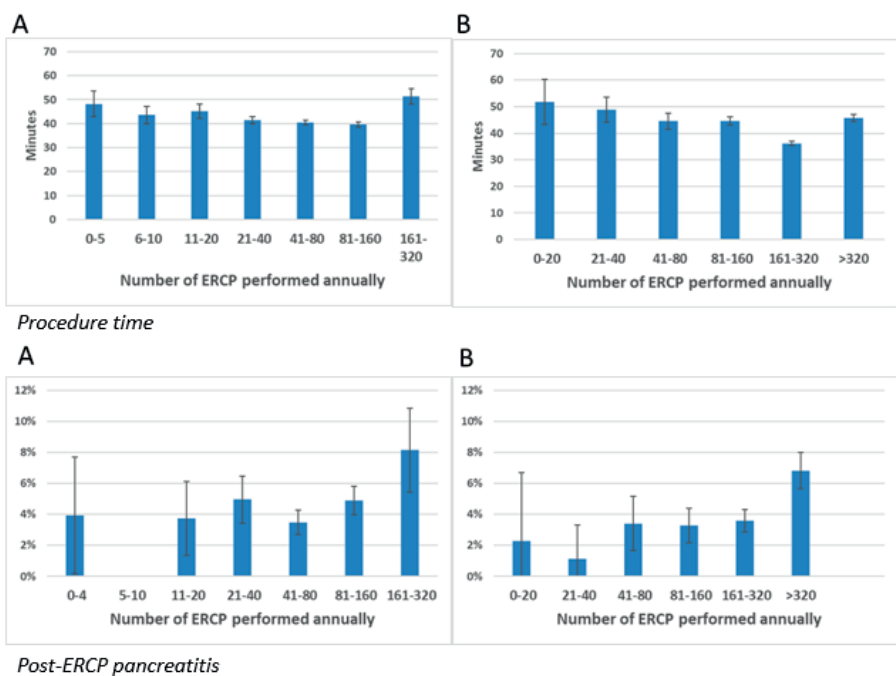 A
B
70
60
50
40
30
20
10
0
Minutes
0-5 6-10 11-20 21-40 41-80 81-160 161-
320
Number of ERCP performed annually
70
60
50
40
30
20
10
0
Minutes
0-20 21-40 41-80 81-160 161-320 >320
Number of ERCP performed annually
Procedure time
A
B
12%
10%
8%
6%
4%
2%
0%
0-4 5-10 11-20 21-40 41-80 81-160 161-320
Number of ERCP performed annually
12%
10%
8%
6%
4%
2%
0%
0-20 21-40 41-80 81-160 161-320 >320
Number of ERCP performed annually
Post-ERCP pancreatitis